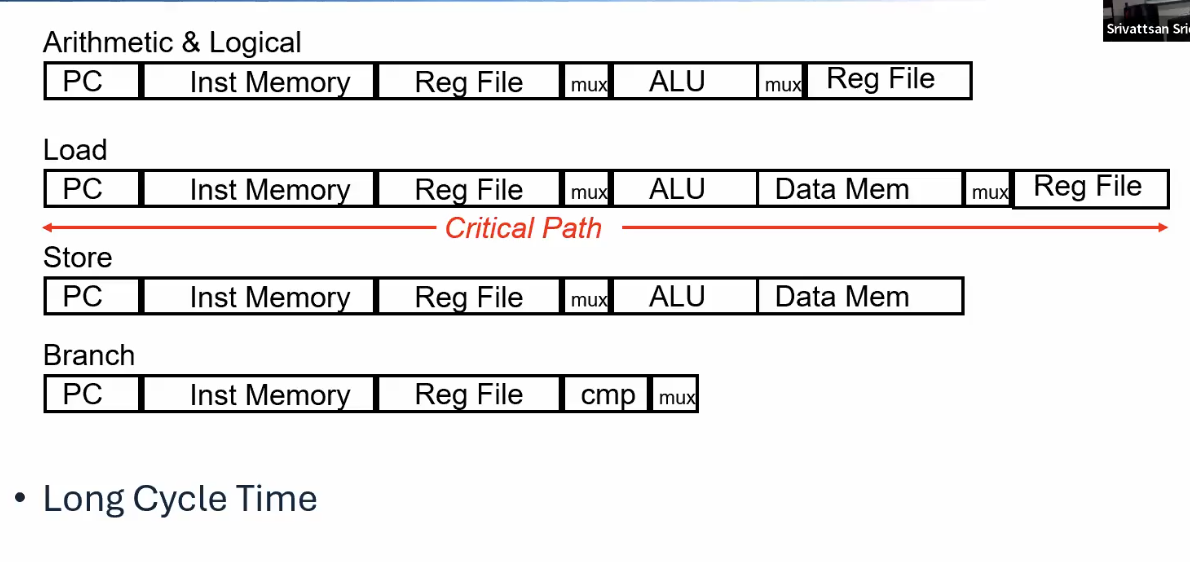 Srivattsan Sri
Arithmetic & Logical
PC Inst Memory Reg File mux ALU mux Reg File
Load
PC Inst Memory Reg File mux ALU Data Mem mux Reg File
Critical Path
Store
PC Inst Memory Reg File mux ALU Data Mem
Branch
PC Inst Memory Reg File cmp mux
• Long Cycle Time